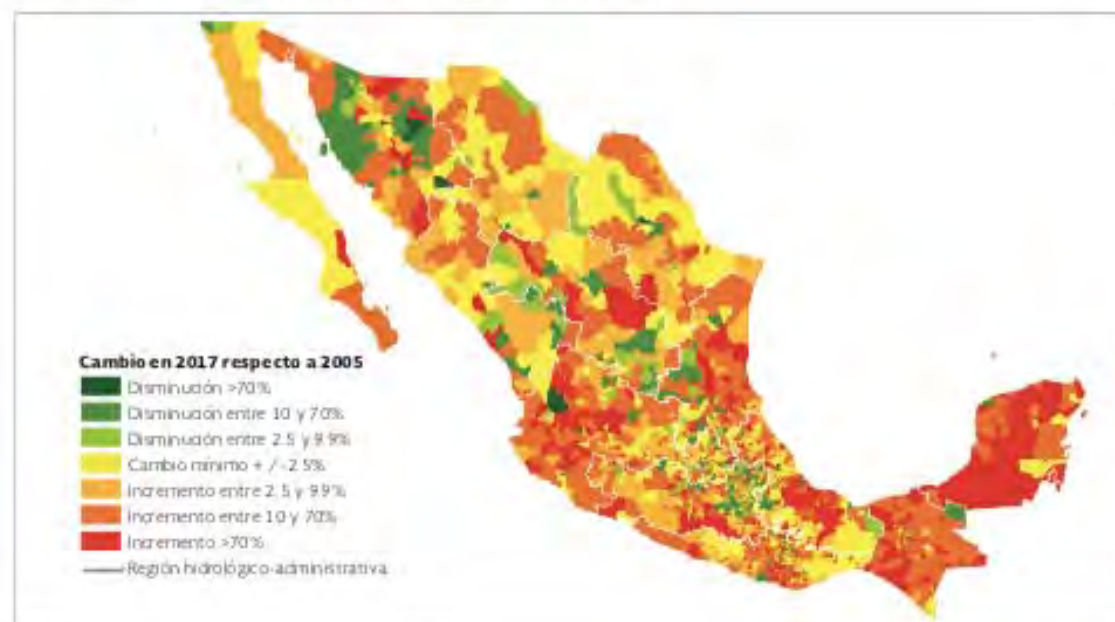 Cambio en 2017 respecto a 2005
Disminución >70%
Disminución entre 10 y 70%
Disminución entre 2.5 y 9.9%
Cambio mínimo + / -2.5%
Incremento entre 2.5 y 9.9%
Incremento entre 10 y 70%
Incremento >70%
Región hidrológico-administrativa